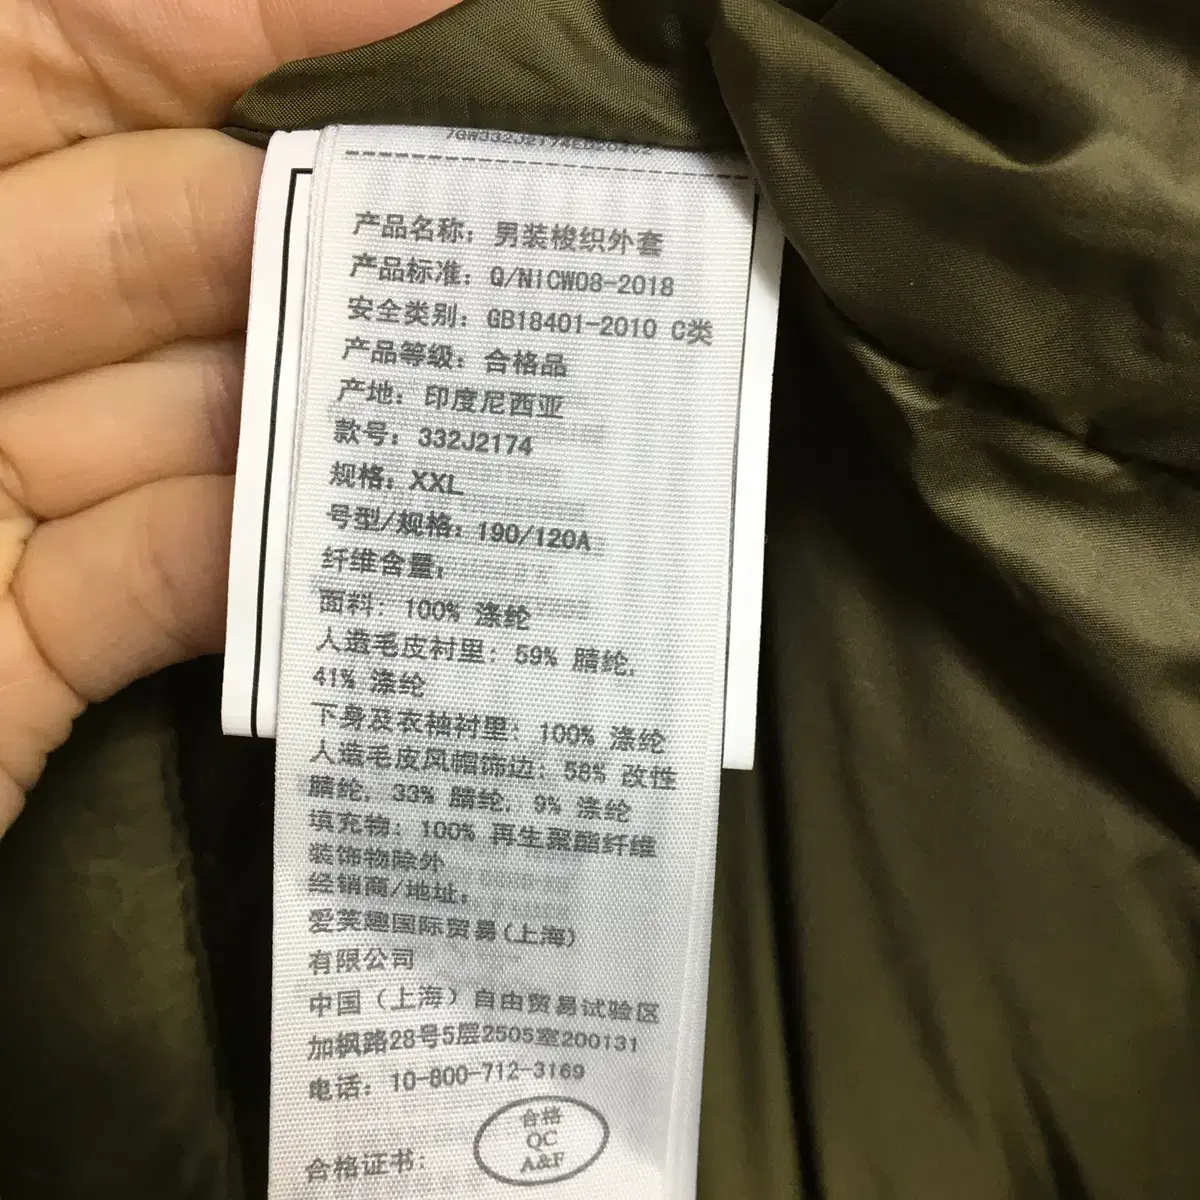 产品名称: 男装梭织外套
产品标准: Q/NICW08-2018
安全类别: GB18401-2010 C类
产品等级: 合格品
产地: 印度尼西亚
款号: 332J2174
规格: XXL
号型/规格: 190/120A
纤维含量:
面料: 100% 涤纶
人造毛皮衬里: 59% 腈纶,
41% 涤纶
下身及衣袖衬里: 100% 涤纶
人造毛皮风帽饰边: 58% 改性
腈纶, 33% 腈纶, 9% 涤纶
填充物: 100% 再生聚酯纤维
装饰物除外
经销商/地址:
爱芙趣国际贸易(上海)
有限公司
中国（上海）自由贸易试验区
加枫路28号5层2505室200131
电话: 10-800-712-3169
合格证书:
合格
QC
A&F